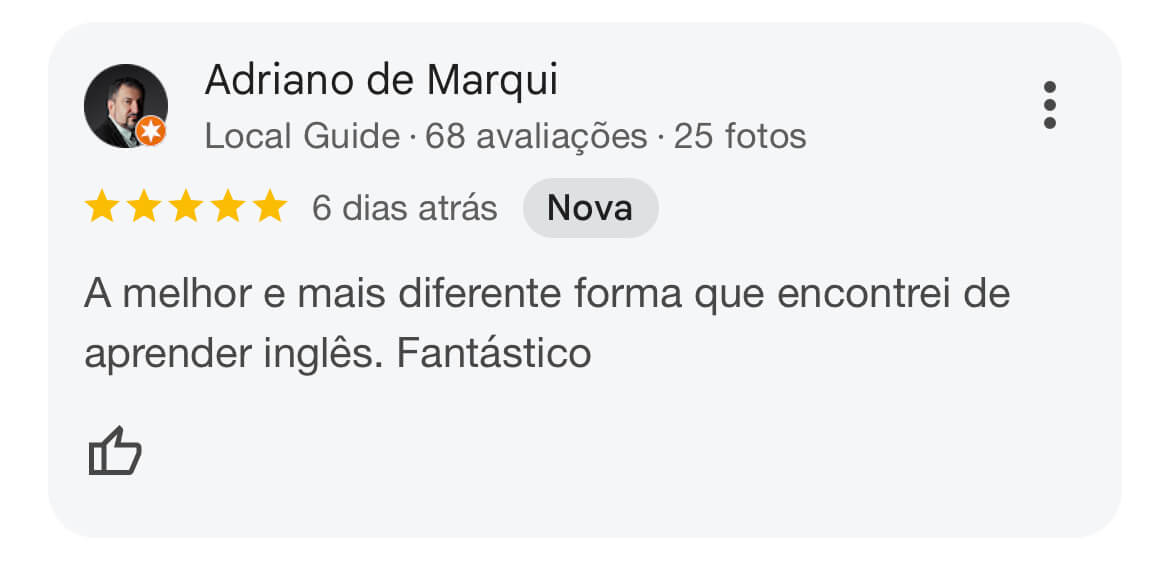 Adriano de Marqui
Local Guide · 68 avaliações · 25 fotos
6 dias atrás Nova
A melhor e mais diferente forma que encontrei de
aprender inglês. Fantástico